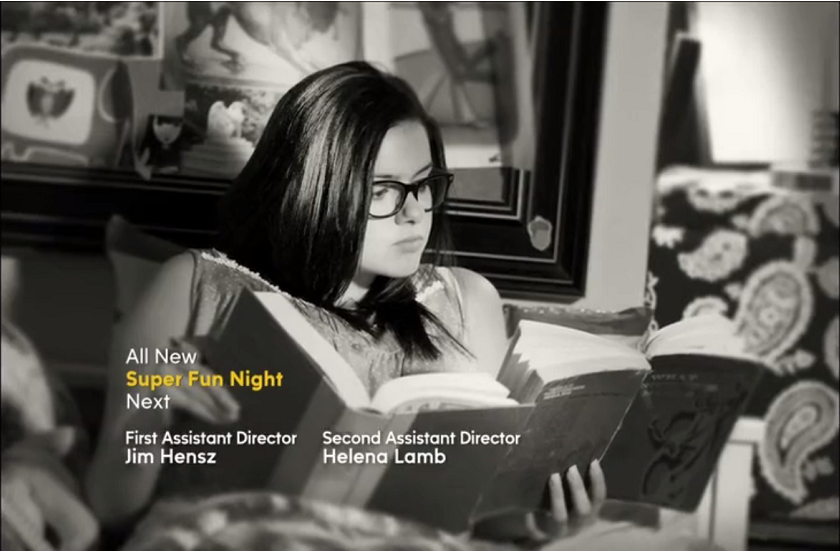 All New
Super Fun Night
Next
First Assistant Director
Jim Hensz
Second Assistant Director
Helena Lamb